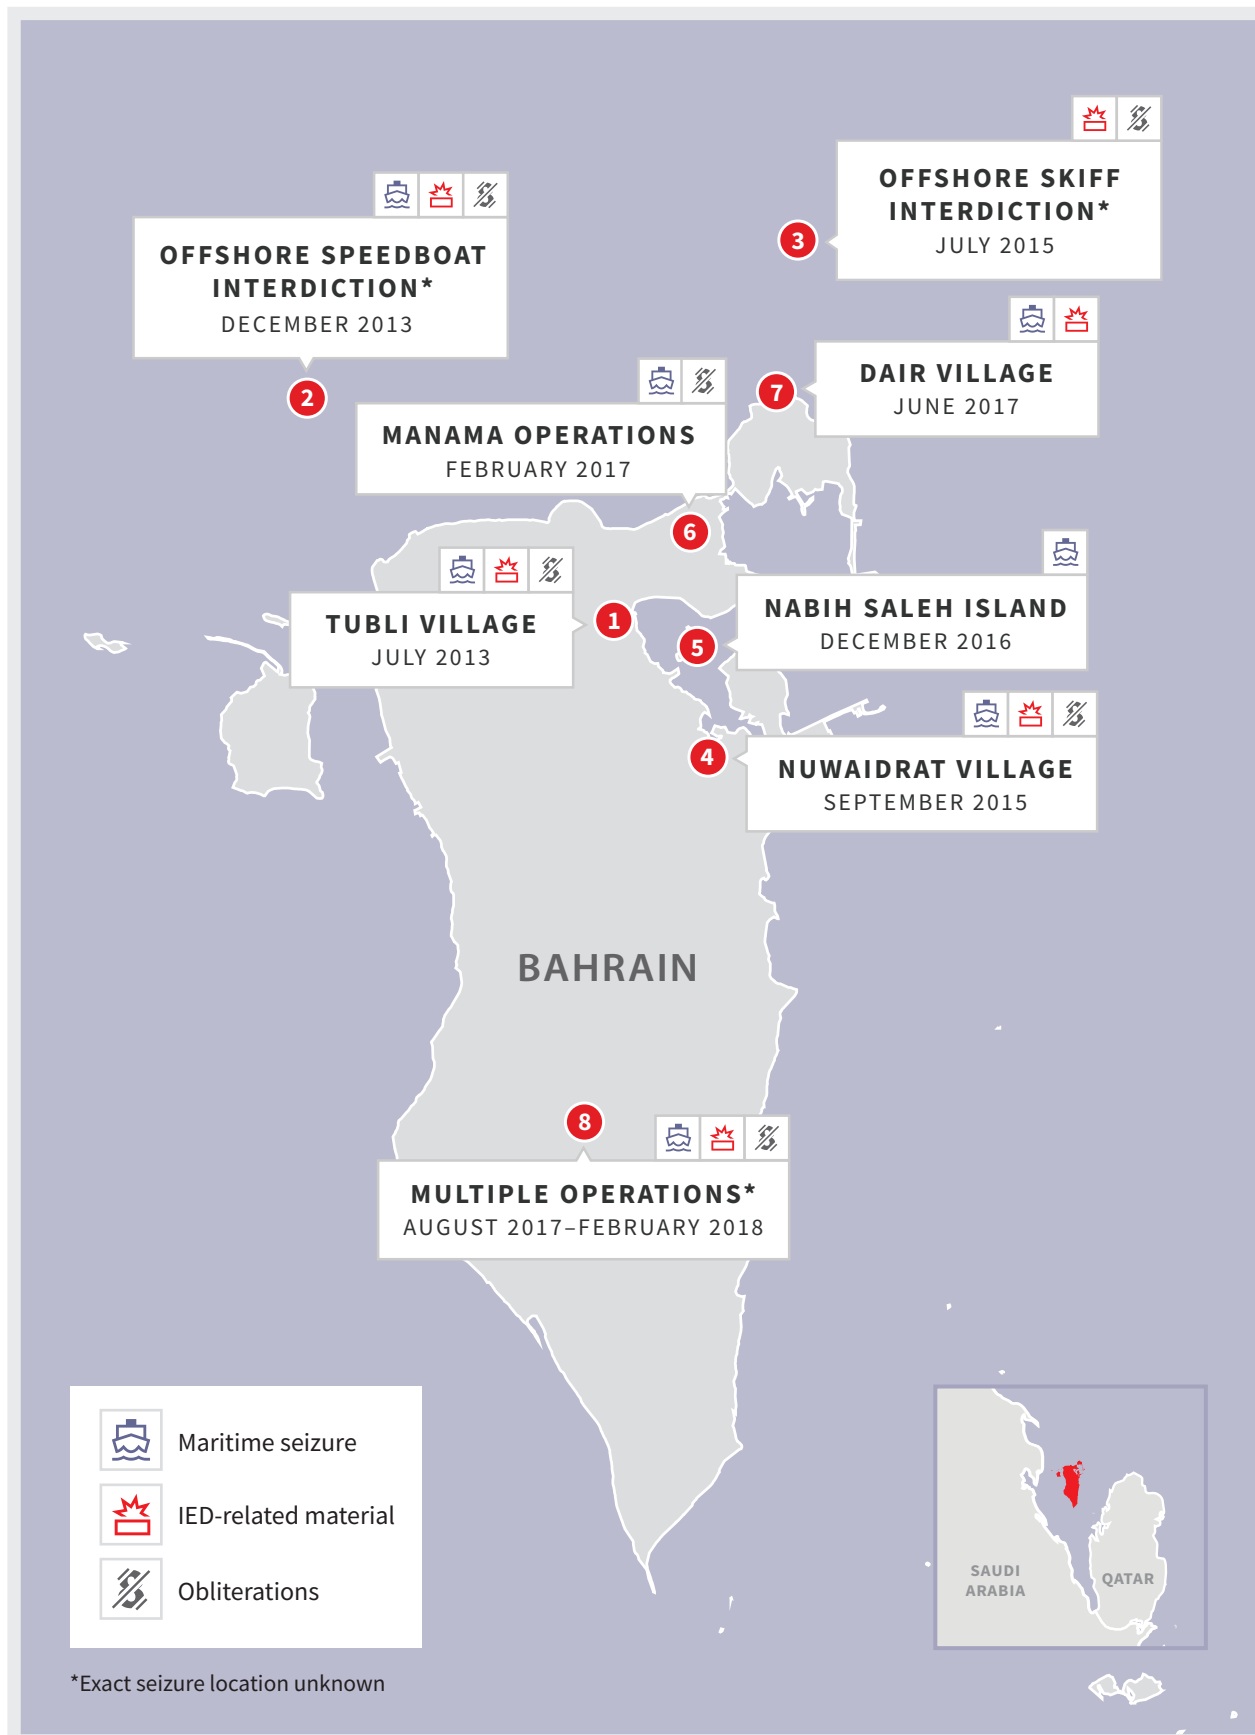 OFFSHORE SKIFF
INTERDICTION*
JULY 2015
3
OFFSHORE SPEEDBOAT
INTERDICTION*
DECEMBER 2013
2
DAIR VILLAGE
JUNE 2017
7
MANAMA OPERATIONS
FEBRUARY 2017
6
TUBLI VILLAGE
JULY 2013
1
NABIH SALEH ISLAND
DECEMBER 2016
5
NUWAIDRAT VILLAGE
SEPTEMBER 2015
4
BAHRAIN
8
MULTIPLE OPERATIONS*
AUGUST 2017–FEBRUARY 2018
Maritime seizure
IED-related material
Obliterations
*Exact seizure location unknown
SAUDI
ARABIA
QATAR